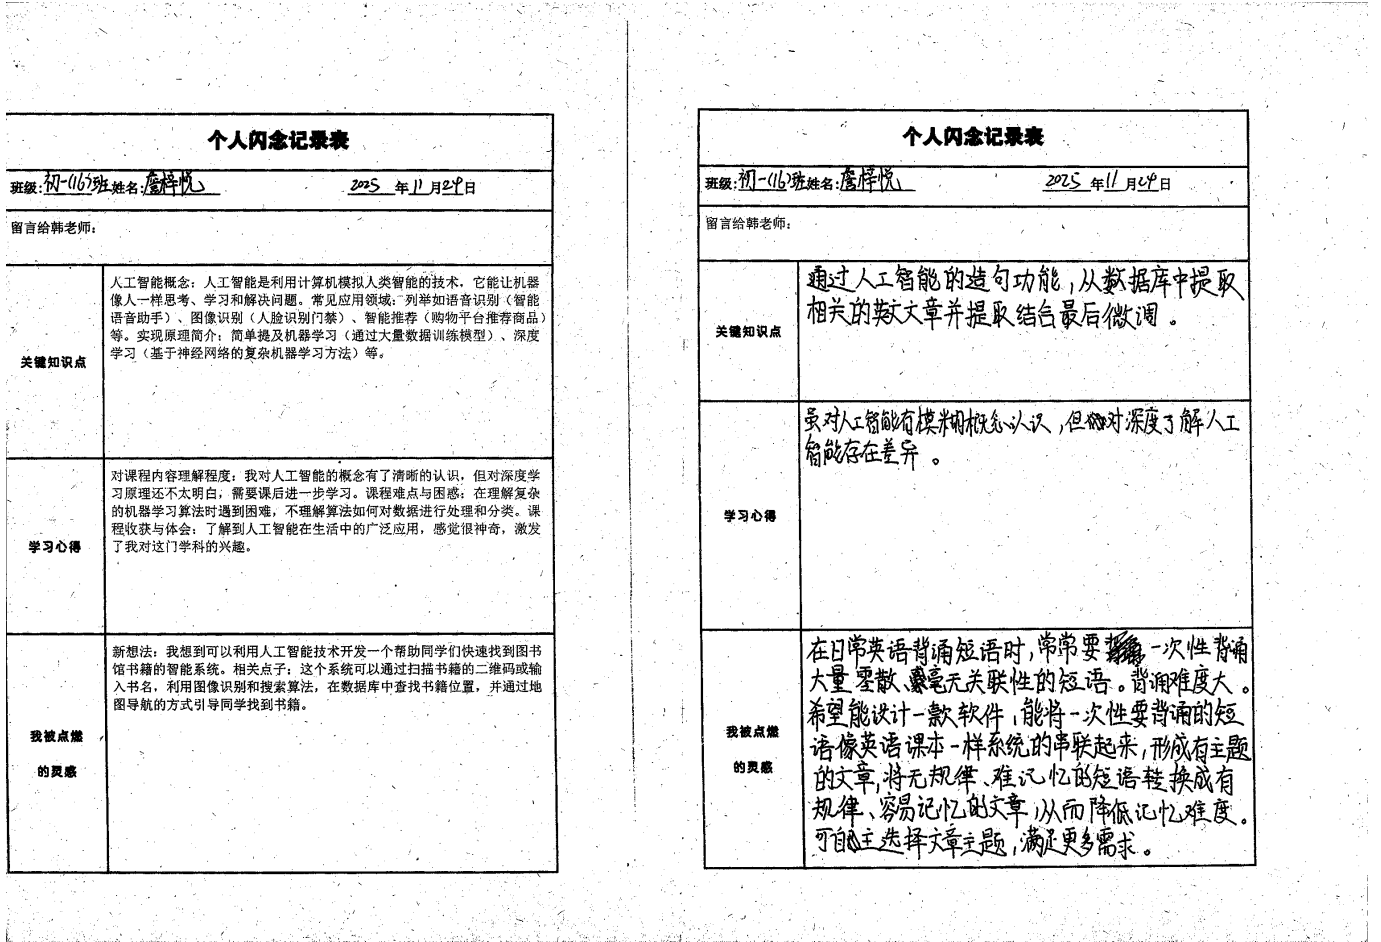 个人闪念记录表
班级:初一(16)班姓名:詹梓悦 2025 年11月24日
留言给韩老师：
关键知识点
人工智能概念：人工智能是利用计算机模拟人类智能的技术，它能让机器
像人一样思考、学习和解决问题。常见应用领域：列举如语音识别（智能
语音助手）、图像识别（人脸识别门禁）、智能推荐（购物平台推荐商品）
等。实现原理简介：简单提及机器学习（通过大量数据训练模型）、深度
学习（基于神经网络的复杂机器学习方法）等。
学习心得
对课程内容理解程度：我对人工智能的概念有了清晰的认识，但对深度学
习原理还不太明白，需要课后进一步学习。课程难点与困惑：在理解复杂
的机器学习算法时遇到困难，不理解算法如何对数据进行处理和分类。课
程收获与体会：了解到人工智能在生活中的广泛应用，感觉很神奇，激发
了我对这门学科的兴趣。
我被点燃
的灵感
新想法：我想到可以利用人工智能技术开发一个帮助同学们快速找到图书
馆书籍的智能系统。相关点子：这个系统可以通过扫描书籍的二维码或输
入书名，利用图像识别和搜索算法，在数据库中查找书籍位置，并通过地
图导航的方式引导同学找到书籍。
个人闪念记录表
班级:初一(16)班姓名:詹梓悦 2025 年11月24日
留言给韩老师：
关键知识点
通过人工智能的造句功能，从数据库中提取
相关的英文文章并提取结合最后微调。
学习心得
虽对人工智能有模糊概念认识，但对深度了解人工
智能存在差异。
我被点燃
的灵感
在日常英语背诵短语时，常常要一次性背诵
大量零散、毫无关联性的短语。背诵难度大。
希望能设计一款软件，能将一次性要背诵的短
语像英语课本一样系统的串联起来，形成有主题
的文章，将无规律、难记忆的短语转换成有
规律、容易记忆的文章，从而降低记忆难度。
可自主选择文章主题，满足更多需求。